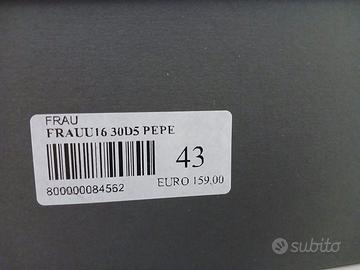 FRAU
FRAUU16 30D5 PEPE
43
800000084562
EURO 159,00
subito